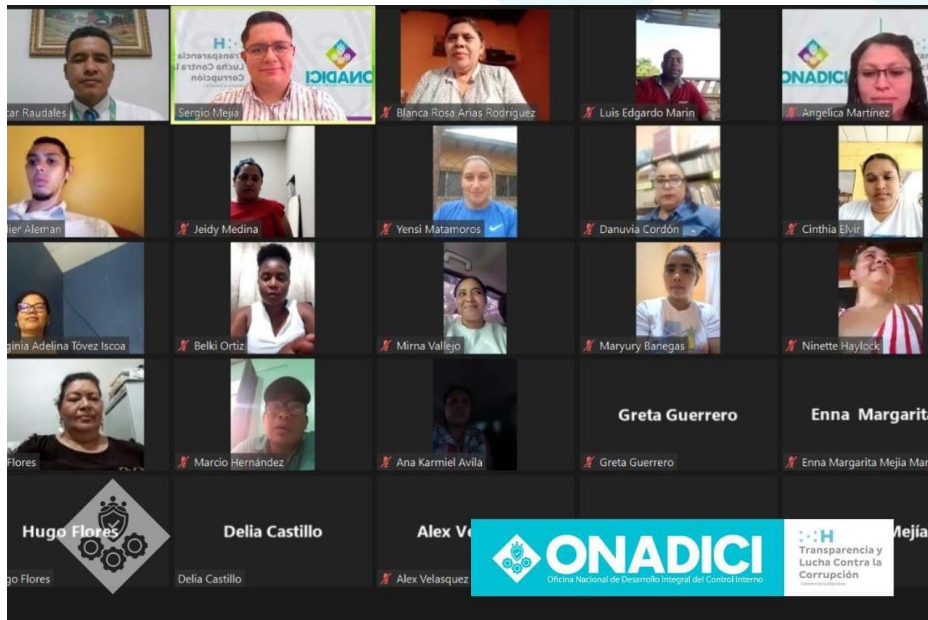 H
Transparencia
Lucha Contra la
Corrupción
ONADICI
ONADICI
tar Raudales
Sergio Mejía
Blanca Rosa Arias Rodriguez
Luis Edgardo Marin
Angelica Martínez
lier Aleman
Jeidy Medina
Yensi Matamoros
Danuvia Cordón
Cinthia Elvir
ginia Adelina Tóvez Iscoa
Belki Ortiz
Mirna Vallejo
Maryury Banegas
Ninette Haylock
Flores
Marcio Hernández
Ana Karmiel Avila
Greta Guerrero
Greta Guerrero
Enna Margarita
Enna Margarita Mejia Mar
Hugo Flores
go Flores
Delia Castillo
Delia Castillo
Alex Ve
Alex Velasquez
Mejía
ONADICI
Oficina Nacional de Desarrollo Integral del Control Interno
H
Transparencia y
Lucha Contra la
Corrupción